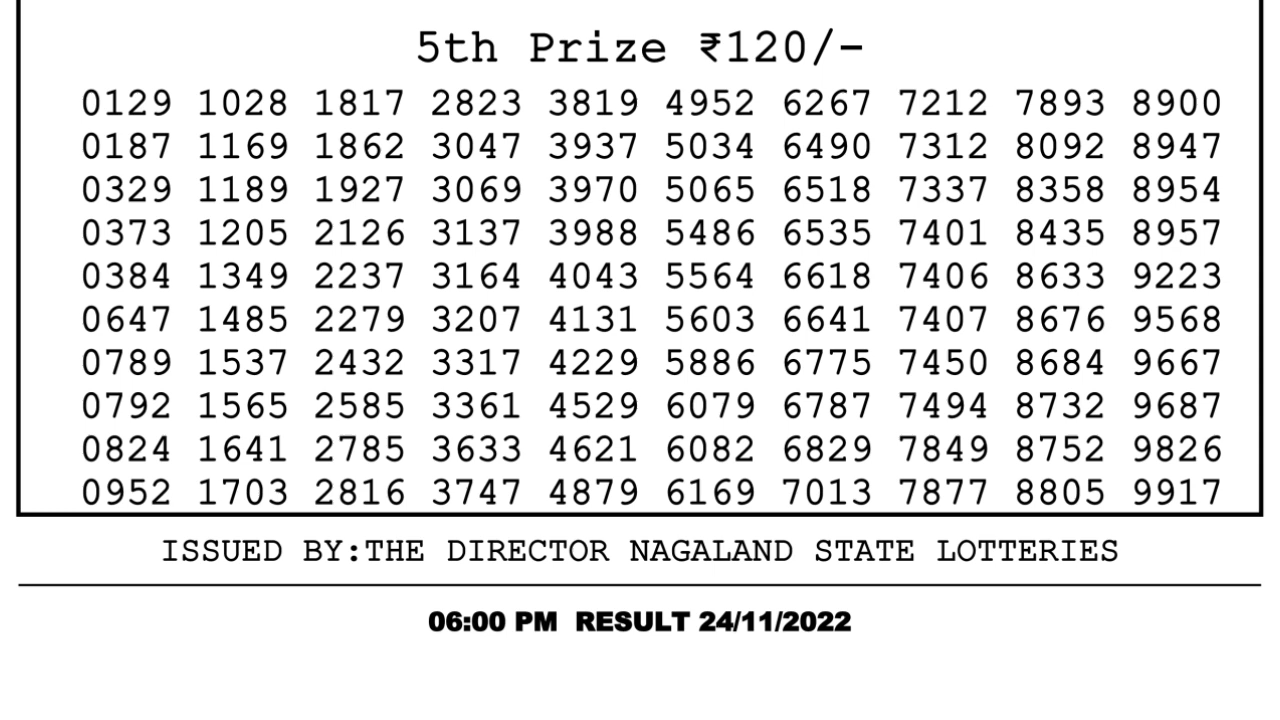 5th Prize ₹120/-
0129 1028 1817 2823 3819 4952 6267 7212 7893 8900
0187 1169 1862 3047 3937 5034 6490 7312 8092 8947
0329 1189 1927 3069 3970 5065 6518 7337 8358 8954
0373 1205 2126 3137 3988 5486 6535 7401 8435 8957
0384 1349 2237 3164 4043 5564 6618 7406 8633 9223
0647 1485 2279 3207 4131 5603 6641 7407 8676 9568
0789 1537 2432 3317 4229 5886 6775 7450 8684 9667
0792 1565 2585 3361 4529 6079 6787 7494 8732 9687
0824 1641 2785 3633 4621 6082 6829 7849 8752 9826
0952 1703 2816 3747 4879 6169 7013 7877 8805 9917
ISSUED BY:THE DIRECTOR NAGALAND STATE LOTTERIES
06:00 PM RESULT 24/11/2022